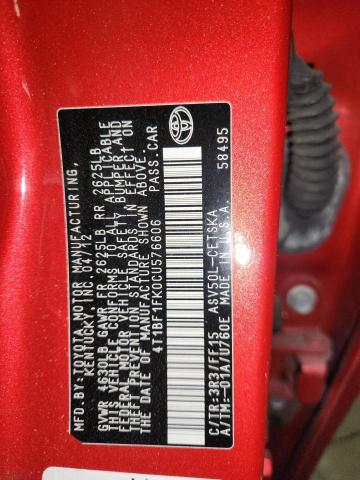 MFD.BY:TOYOTA MOTOR MANUFACTURING,
KENTUCKY, INC. 04/12
GVWR 4630LB GAWR FR 2625LB RR 2625LB
THIS VEHICLE CONFORMS TO ALL APPLICABLE
FEDERAL MOTOR VEHICLE SAFETY, BUMPER, AND
THEFT PREVENTION STANDARDS IN EFFECT ON
THE DATE OF MANUFACTURE SHOWN ABOVE.
4T1BF1FK0CU576606 PASS.CAR
C/TR:3R3/FF15 ASV50L-CETSKA
A/TM:-01A/U760E MADE IN U.S.A.
58495